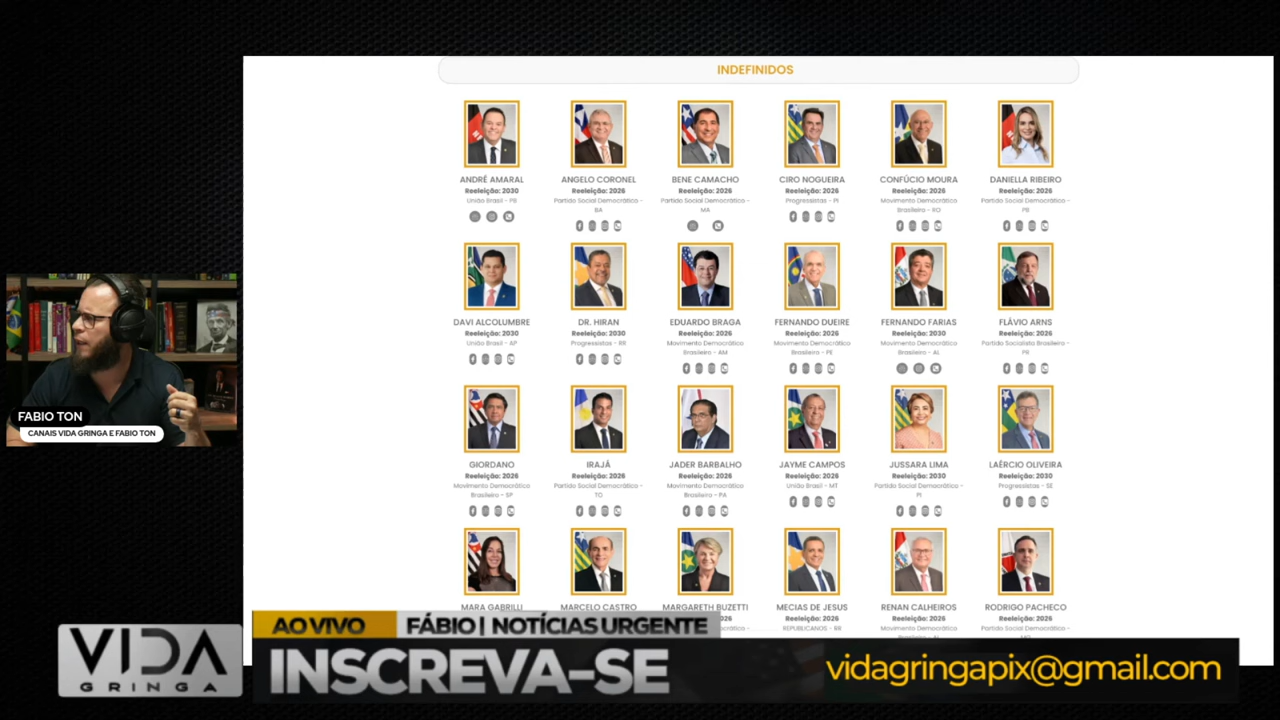 INDEFINIDOS
ANDRÉ AMARAL
Reeleição: 2030
União Brasil - PB
ANGELO CORONEL
Reeleição: 2026
Partido Social Democrático -
BA
BENE CAMACHO
Reeleição: 2026
Partido Social Democrático -
MA
CIRO NOGUEIRA
Reeleição: 2026
Progressistas - PI
CONFÚCIO MOURA
Reeleição: 2026
Movimento Democrático
Brasileiro - RO
DANIELLA RIBEIRO
Reeleição: 2026
Partido Social Democrático -
PB
DAVI ALCOLUMBRE
Reeleição: 2030
União Brasil - AP
DR. HIRAN
Reeleição: 2030
Progressistas - RR
EDUARDO BRAGA
Reeleição: 2026
Movimento Democrático
Brasileiro - AM
FERNANDO DUEIRE
Reeleição: 2026
Movimento Democrático
Brasileiro - PE
FERNANDO FARIAS
Reeleição: 2030
Movimento Democrático
Brasileiro - AL
FLÁVIO ARNS
Reeleição: 2026
Partido Socialista Brasileiro -
PR
GIORDANO
Reeleição: 2026
Movimento Democrático
Brasileiro - SP
IRAJÁ
Reeleição: 2026
Partido Social Democrático -
TO
JADER BARBALHO
Reeleição: 2026
Movimento Democrático
Brasileiro - PA
JAYME CAMPOS
Reeleição: 2026
União Brasil - MT
JUSSARA LIMA
Reeleição: 2030
Partido Social Democrático -
PI
LAÉRCIO OLIVEIRA
Reeleição: 2030
Progressistas - SE
MARA GABRILLI
MARCELO CASTRO
MARGARETH BUZETTI
2026
MECIAS DE JESUS
Reeleição: 2026
REPUBLICANOS - RR
RENAN CALHEIROS
Reeleição: 2026
Movimento Democrático
RODRIGO PACHECO
Reeleição: 2026
Partido Social Democrático -
FABIO TON
CANAIS VIDA GRINGA E FABIO TON
AO VIVO
FÁBIO | NOTÍCIAS URGENTE
VIDA
GRINGA
INSCREVA-SE
vidagringapix@gmail.com